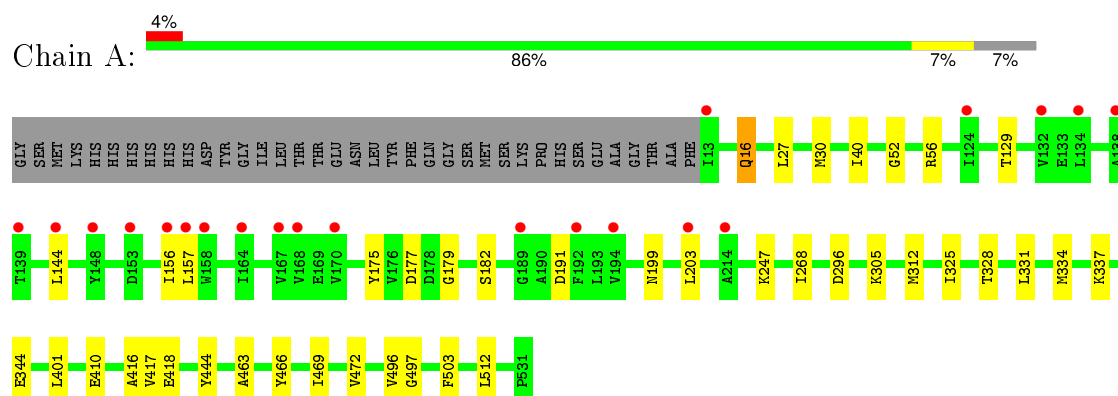 4%
Chain A:
86% 7% 7%
GLY SER MET LYS HIS HIS HIS HIS HIS HIS ASP TYR GLY ILE LEU THR THR GLU ASN LEU TYR PHE GLN GLY SER MET SER LYS PRO HIS SER GLU ALA GLY THR ALA PHE I13 Q16 L27 M30 I40 G52 R56 I124 T129 V132 E133 L134 A138
T139 L144 Y148 D153 I156 L157 W158 I164 V167 V168 E169 V170 Y175 V176 D177 D178 G179 S182 G189 A190 D191 F192 L193 V194 N199 L203 A214 K247 I268 D296 K305 M312 I325 T328 L331 M334 K337
E344 L401 E410 A416 V417 E418 Y444 A463 Y466 I469 V472 V496 G497 F503 L512 P531